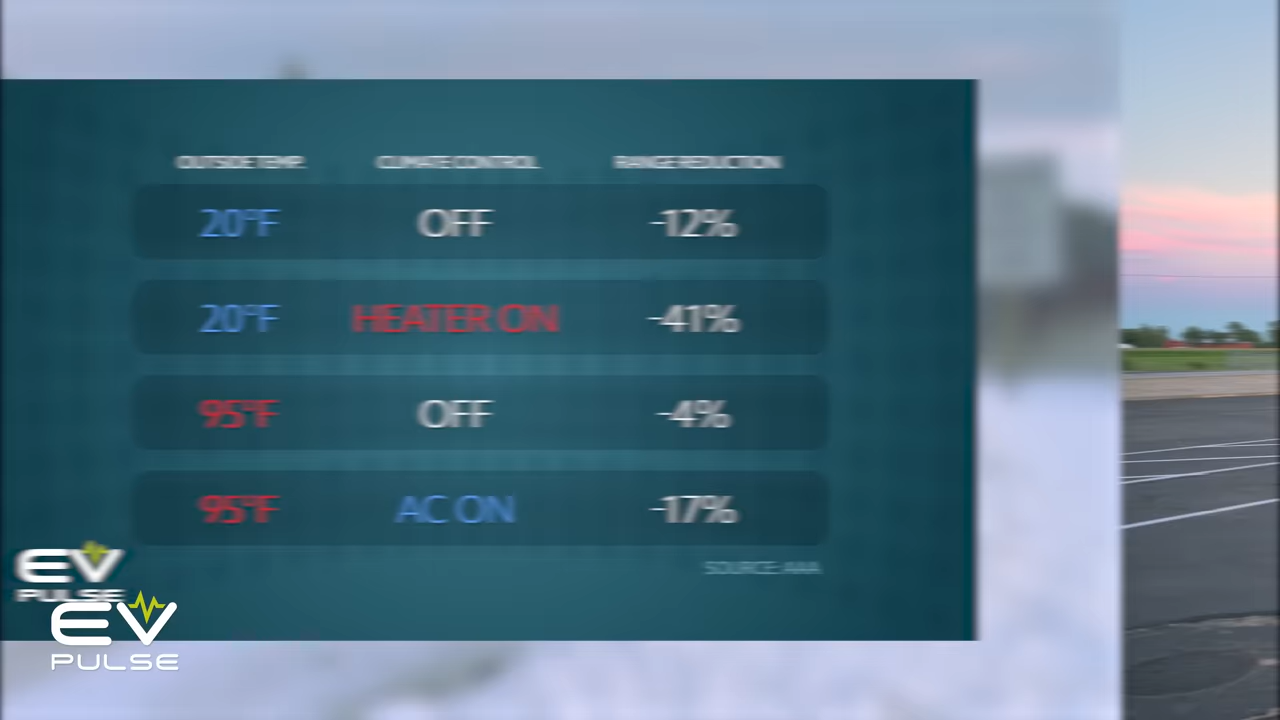 OUTSIDE TEMP. CLIMATE CONTROL RANGE REDUCTION
20°F OFF -12%
20°F HEATER ON -41%
95°F OFF -4%
95°F AC ON -17%
SOURCE: AAA
EV
PULSE
EV
PULSE